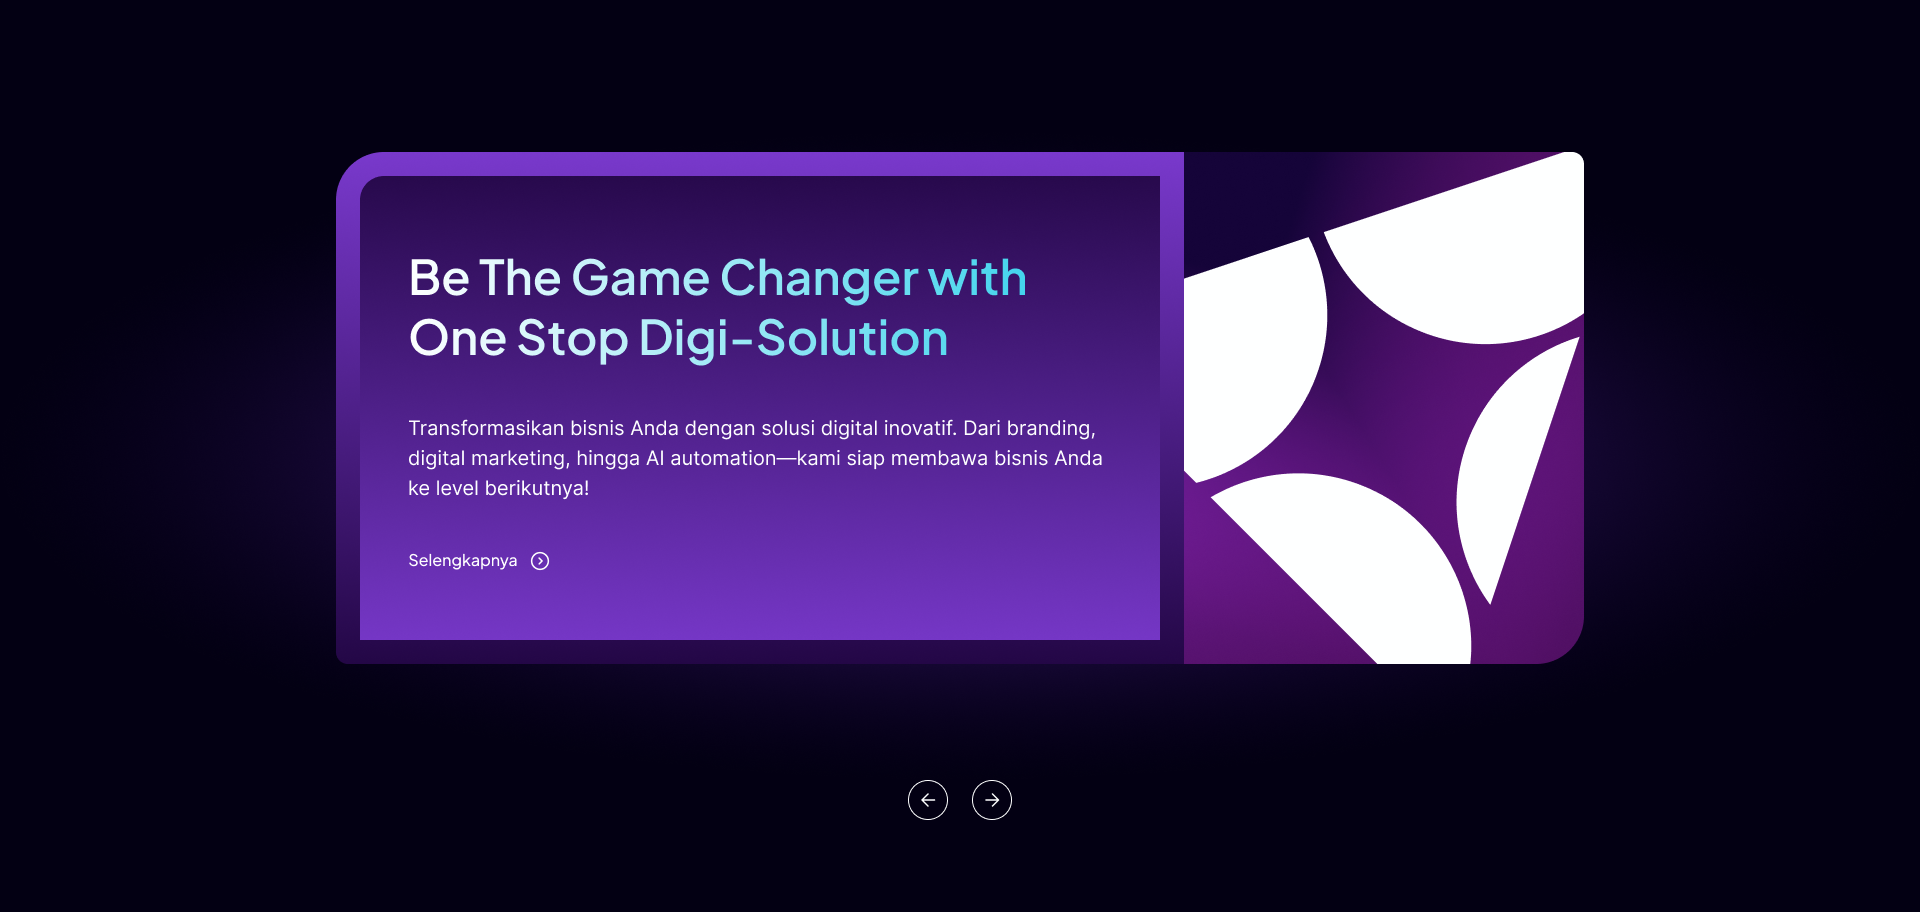 Be The Game Changer with
One Stop Digi-Solution
Transformasikan bisnis Anda dengan solusi digital inovatif. Dari branding,
digital marketing, hingga AI automation—kami siap membawa bisnis Anda
ke level berikutnya!
Selengkapnya